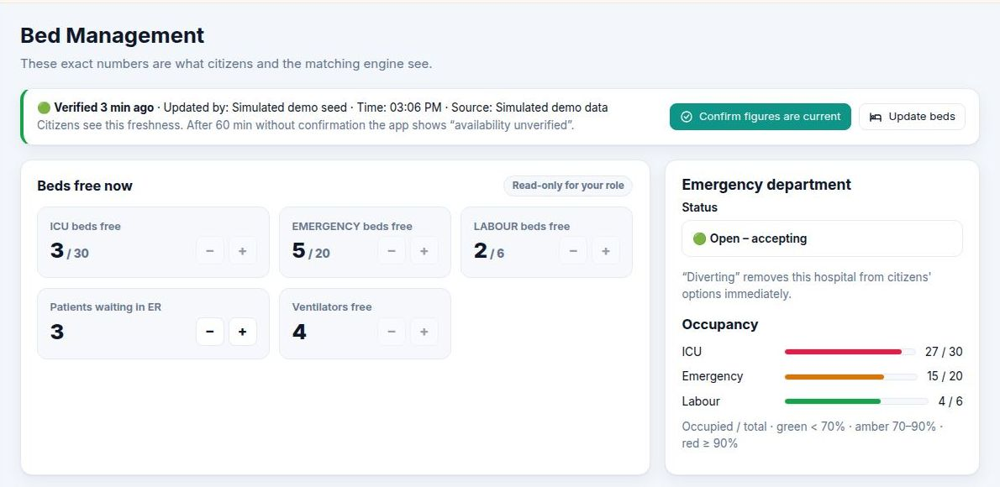 Bed Management
These exact numbers are what citizens and the matching engine see.
Verified 3 min ago · Updated by: Simulated demo seed · Time: 03:06 PM · Source: Simulated demo data
Citizens see this freshness. After 60 min without confirmation the app shows “availability unverified”.
Confirm figures are current
Update beds
Beds free now
Read-only for your role
ICU beds free
3 / 30
− +
EMERGENCY beds free
5 / 20
− +
LABOUR beds free
2 / 6
− +
Patients waiting in ER
3
− +
Ventilators free
4
− +
Emergency department
Status
Open – accepting
“Diverting” removes this hospital from citizens'
options immediately.
Occupancy
ICU 27 / 30
Emergency 15 / 20
Labour 4 / 6
Occupied / total · green < 70% · amber 70–90% ·
red ≥ 90%